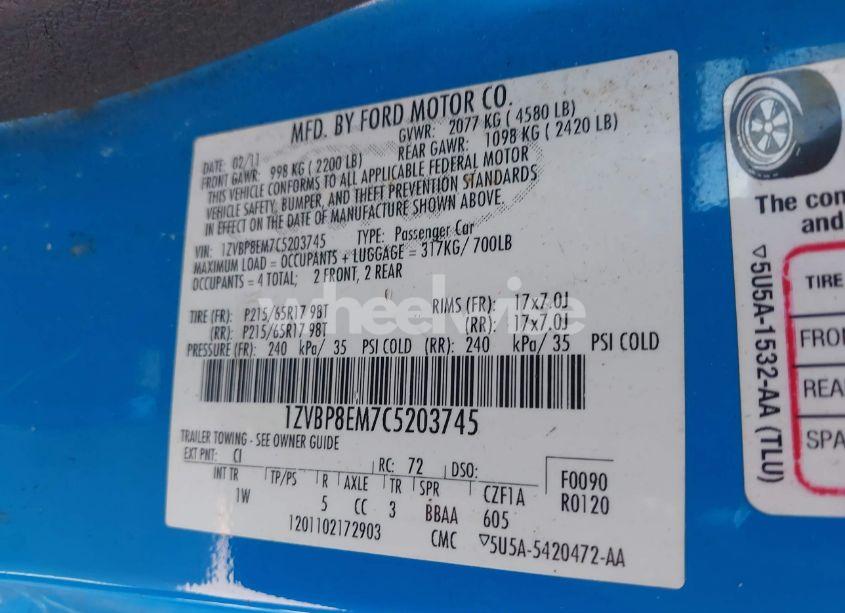 MFD. BY FORD MOTOR CO.
DATE: 02/11 GVWR: 2077 KG ( 4580 LB)
FRONT GAWR: 998 KG ( 2200 LB) REAR GAWR: 1098 KG ( 2420 LB)
THIS VEHICLE CONFORMS TO ALL APPLICABLE FEDERAL MOTOR
VEHICLE SAFETY, BUMPER, AND THEFT PREVENTION STANDARDS
IN EFFECT ON THE DATE OF MANUFACTURE SHOWN ABOVE.
VIN: 1ZVBP8EM7C5203745 TYPE: Passenger Car
MAXIMUM LOAD = OCCUPANTS + LUGGAGE = 317KG/ 700LB
OCCUPANTS = 4 TOTAL; 2 FRONT, 2 REAR
TIRE (FR): P215/65R17 98T RIMS (FR): 17x7.0J
(RR): P215/65R17 98T (RR): 17x7.0J
PRESSURE (FR): 240 kPa/ 35 PSI COLD (RR): 240 kPa/ 35 PSI COLD
1ZVBP8EM7C5203745
TRAILER TOWING - SEE OWNER GUIDE
EXT PNT: CI RC: 72 DSO: F0090
INT TR TP/PS R AXLE TR SPR CZF1A R0120
1W 5 CC 3 BBAA 605
1201102172903 CMC ▽5U5A-5420472-AA
wheelwire
The con
and
TIRE
FRON
REA
SPA
▽5U5A-1532-AA (TLU)